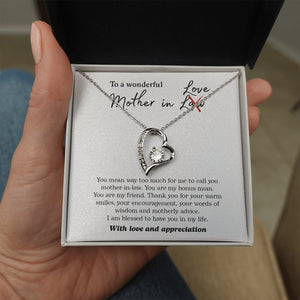 To a wonderful
Love
Mother in Law
You mean way too much for me to call you
mother-in-law. You are my bonus mom.
You are my friend. Thank you for your warm
smiles, your encouragement, your words of
wisdom and motherly advice.
I am blessed to have you in my life.
With love and appreciation